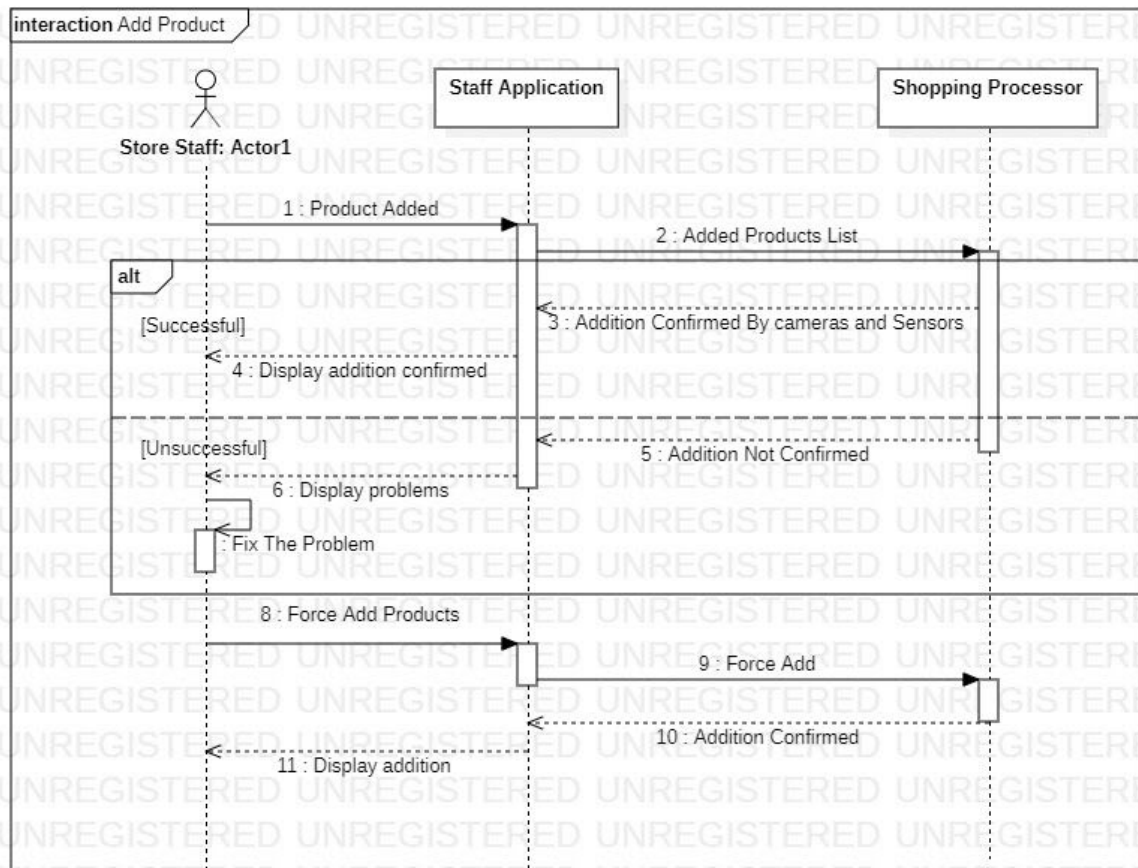 interaction Add Product
Staff Application
Shopping Processor
Store Staff: Actor1
1 : Product Added
2 : Added Products List
alt
3 : Addition Confirmed By cameras and Sensors
[Successful]
4 : Display addition confirmed
[Unsuccessful]
5 : Addition Not Confirmed
6 : Display problems
: Fix The Problem
8 : Force Add Products
9 : Force Add
10 : Addition Confirmed
11 : Display addition
UNREGISTERED